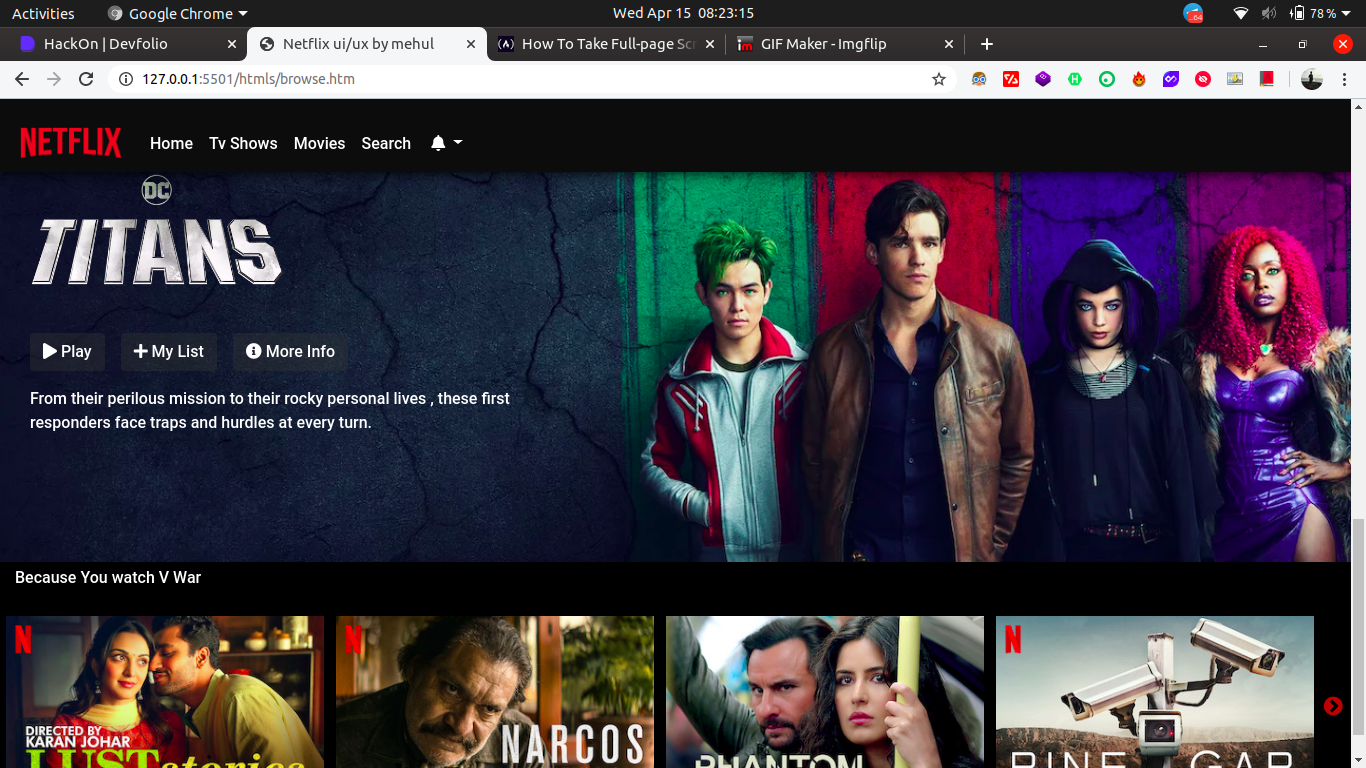 Activities Google Chrome Wed Apr 15 08:23:15 78 %
HackOn | Devfolio Netflix ui/ux by mehul How To Take Full-page Scr GIF Maker - Imgflip
127.0.0.1:5501/htmls/browse.htm
NETFLIX Home Tv Shows Movies Search
DC
TITANS
Play My List More Info
From their perilous mission to their rocky personal lives , these first
responders face traps and hurdles at every turn.
Because You watch V War
N N N
DIRECTED BY
KARAN JOHAR
LUST stories
NARCOS
PHANTOM
PINE GAP